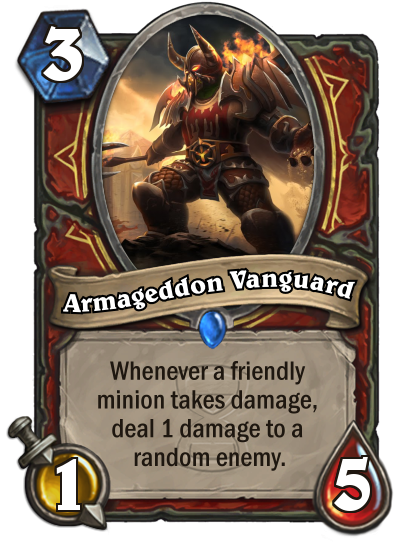 3
Armageddon Vanguard
Whenever a friendly
minion takes damage,
deal 1 damage to a
random enemy.
1
5